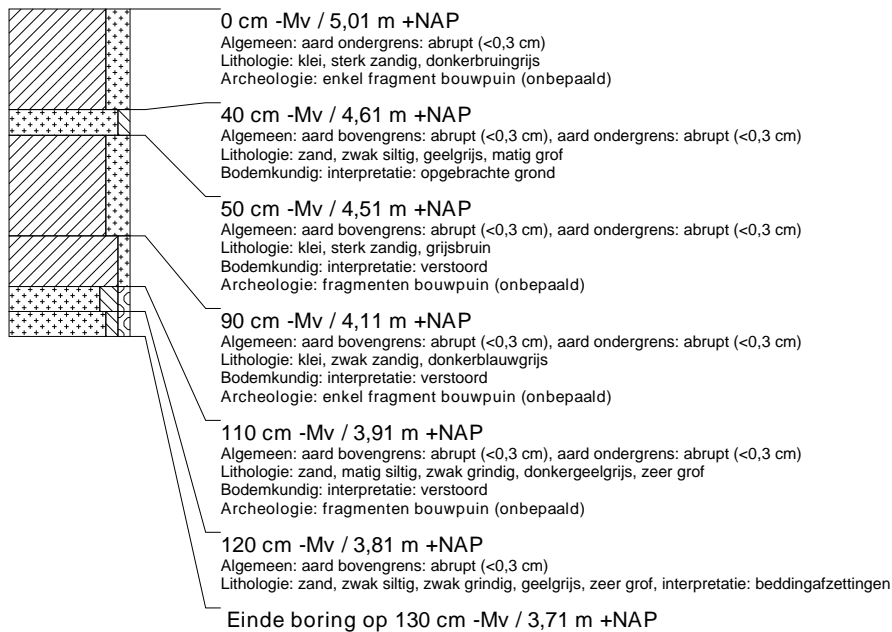 0 cm -Mv / 5,01 m +NAP
Algemeen: aard ondergrens: abrupt (<0,3 cm)
Lithologie: klei, sterk zandig, donkerbruingrijs
Archeologie: enkel fragment bouwpuin (onbepaald)
40 cm -Mv / 4,61 m +NAP
Algemeen: aard bovengrens: abrupt (<0,3 cm), aard ondergrens: abrupt (<0,3 cm)
Lithologie: zand, zwak siltig, geelgrijs, matig grof
Bodemkundig: interpretatie: opgebrachte grond
50 cm -Mv / 4,51 m +NAP
Algemeen: aard bovengrens: abrupt (<0,3 cm), aard ondergrens: abrupt (<0,3 cm)
Lithologie: klei, sterk zandig, grijsbruin
Bodemkundig: interpretatie: verstoord
Archeologie: fragmenten bouwpuin (onbepaald)
90 cm -Mv / 4,11 m +NAP
Algemeen: aard bovengrens: abrupt (<0,3 cm), aard ondergrens: abrupt (<0,3 cm)
Lithologie: klei, zwak zandig, donkerblauwgrijs
Bodemkundig: interpretatie: verstoord
Archeologie: enkel fragment bouwpuin (onbepaald)
110 cm -Mv / 3,91 m +NAP
Algemeen: aard bovengrens: abrupt (<0,3 cm), aard ondergrens: abrupt (<0,3 cm)
Lithologie: zand, matig siltig, zwak grindig, donkergeelgrijs, zeer grof
Bodemkundig: interpretatie: verstoord
Archeologie: fragmenten bouwpuin (onbepaald)
120 cm -Mv / 3,81 m +NAP
Algemeen: aard bovengrens: abrupt (<0,3 cm)
Lithologie: zand, zwak siltig, zwak grindig, geelgrijs, zeer grof, interpretatie: beddingafzettingen
Einde boring op 130 cm -Mv / 3,71 m +NAP